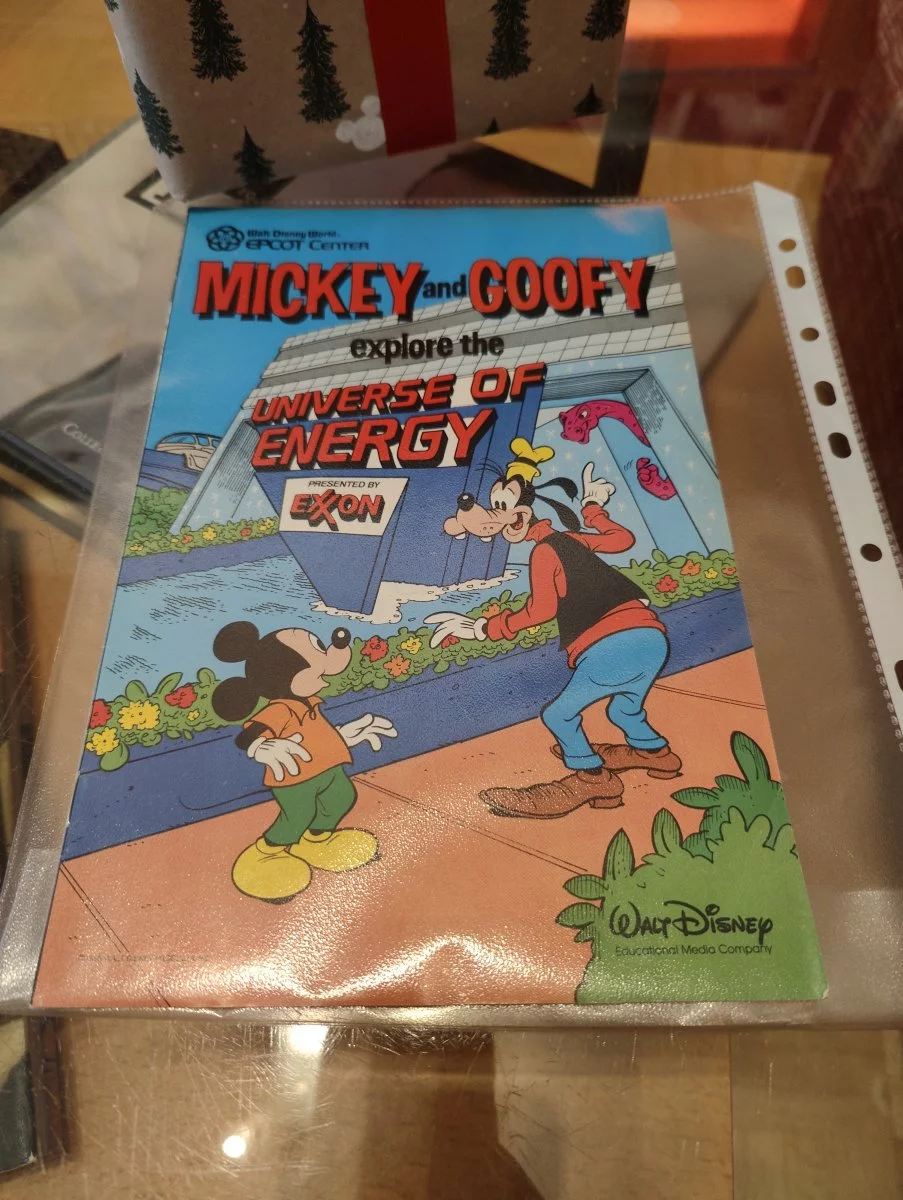 Walt Disney World
EPCOT CENTER
MICKEY and GOOFY
explore the
UNIVERSE OF
ENERGY
PRESENTED BY
EXXON
WALT DISNEY
Educational Media Company